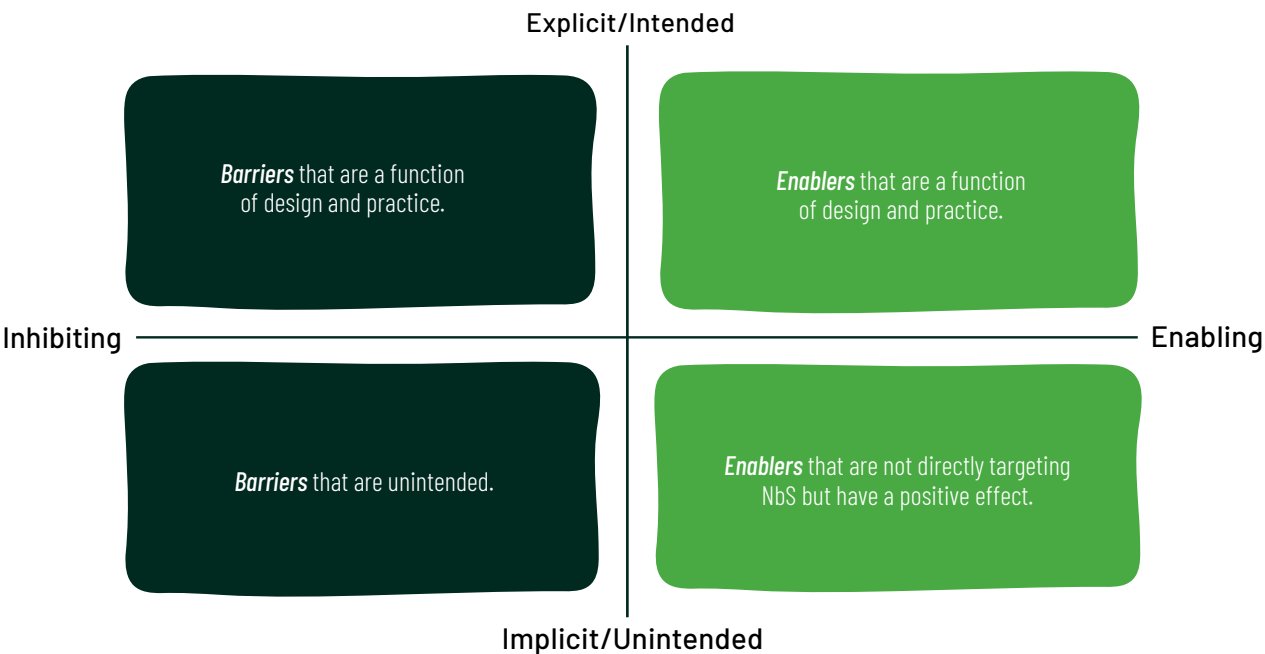 Explicit/Intended
Barriers that are a function
of design and practice.
Enablers that are a function
of design and practice.
Inhibiting
Enabling
Barriers that are unintended.
Enablers that are not directly targeting
NbS but have a positive effect.
Implicit/Unintended